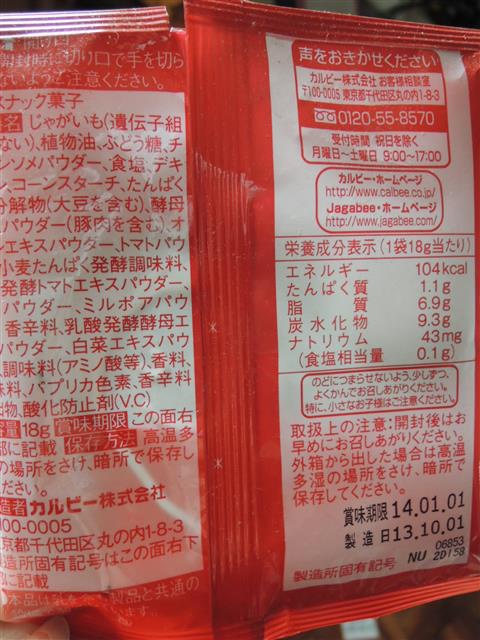 開封時に切り口で手を切ら
ないようご注意ください。
スナック菓子
名 じゃがいも(遺伝子組
ない)、植物油、ぶどう糖、チ
ンソメパウダー、食塩、デキ
ン、コーンスターチ、たんぱく
分解物(大豆を含む)、酵母
パウダー(豚肉を含む)、オ
エキスパウダー、トマトパウ
小麦たんぱく発酵調味料、
発酵トマトエキスパウダー、
パウダー、ミルポアパウ
香辛料、乳酸発酵酵母エ
パウダー、白菜エキスパウ
調味料(アミノ酸等)、香料、
味料、パプリカ色素、香辛料
出物、酸化防止剤(V.C)
容量 18g 賞味期限 この面右
部に記載 保存方法 高温多
の場所をさけ、暗所で保存し
ださい。
造者 カルビー株式会社
100-0005
京都千代田区丸の内1-8-3
造所固有記号はこの面右下
に記載
本品は乳を 製品と共通の
ます。
声をおきかせください
カルビー株式会社 お客様相談室
〒100-0005 東京都千代田区丸の内1-8-3
0120-55-8570
受付時間 祝日を除く
月曜日〜土曜日 9:00〜17:00
カルビー・ホームページ
http://www.calbee.co.jp/
Jagabee・ホームページ
http://www.jagabee.com/
栄養成分表示(1袋18g当たり)
エネルギー 104kcal
たんぱく質 1.1g
脂質 6.9g
炭水化物 9.3g
ナトリウム 43mg
(食塩相当量 0.1g)
のどにつまらせないよう、少しずつ、
よくかんでお召しあがりください。
特に、小さなお子様はご注意ください。
取扱上の注意:開封後はお
早めにお召しあがりください。
外箱から出した場合は高温
多湿の場所をさけ、暗所で
保存してください。
賞味期限 14.01.01
製造日 13.10.01
06853
製造所固有記号 NU 2D158